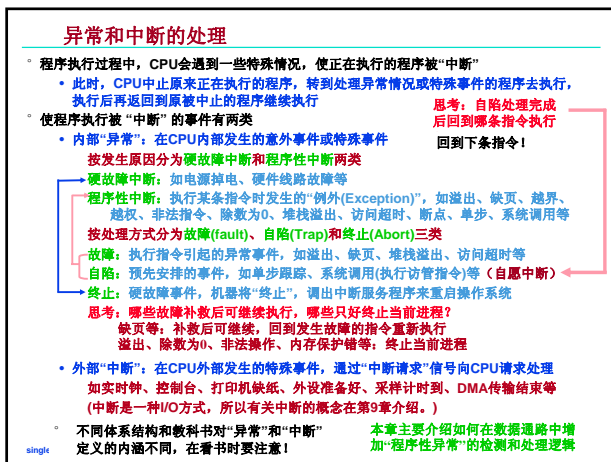 异常和中断的处理
° 程序执行过程中，CPU会遇到一些特殊情况，使正在执行的程序被“中断”
• 此时，CPU中止原来正在执行的程序，转到处理异常情况或特殊事件的程序去执行，
执行后再返回到原被中止的程序继续执行
思考：自陷处理完成
后回到哪条指令执行
° 使程序执行被 “中断” 的事件有两类
回到下条指令！
• 内部“异常”：在CPU内部发生的意外事件或特殊事件
按发生原因分为硬故障中断和程序性中断两类
硬故障中断：如电源掉电、硬件线路故障等
程序性中断：执行某条指令时发生的“例外(Exception)”，如溢出、缺页、越界、
越权、非法指令、除数为0、堆栈溢出、访问超时、断点、单步、系统调用等
按处理方式分为故障(fault)、自陷(Trap)和终止(Abort)三类
故障：执行指令引起的异常事件，如溢出、缺页、堆栈溢出、访问超时等
自陷：预先安排的事件，如单步跟踪、系统调用(执行访管指令)等（自愿中断）
终止：硬故障事件，机器将“终止”，调出中断服务程序来重启操作系统
思考：哪些故障补救后可继续执行，哪些只好终止当前进程？
缺页等：补救后可继续，回到发生故障的指令重新执行
溢出、除数为0、非法操作、内存保护错等：终止当前进程
• 外部“中断”：在CPU外部发生的特殊事件，通过“中断请求”信号向CPU请求处理
如实时钟、控制台、打印机缺纸、外设准备好、采样计时到、DMA传输结束等
(中断是一种I/O方式，所以有关中断的概念在第9章介绍。)
° 不同体系结构和教科书对“异常”和“中断”
定义的内涵不同，在看书时要注意！
本章主要介绍如何在数据通路中增
加“程序性异常”的检测和处理逻辑
single